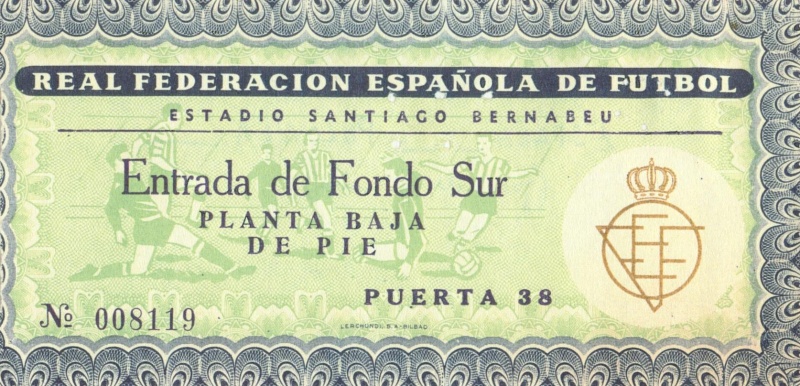 REAL FEDERACION ESPAÑOLA DE FUTBOL
ESTADIO SANTIAGO BERNABEU
Entrada de Fondo Sur
PLANTA BAJA
DE PIE
PUERTA 38
Nº 008119